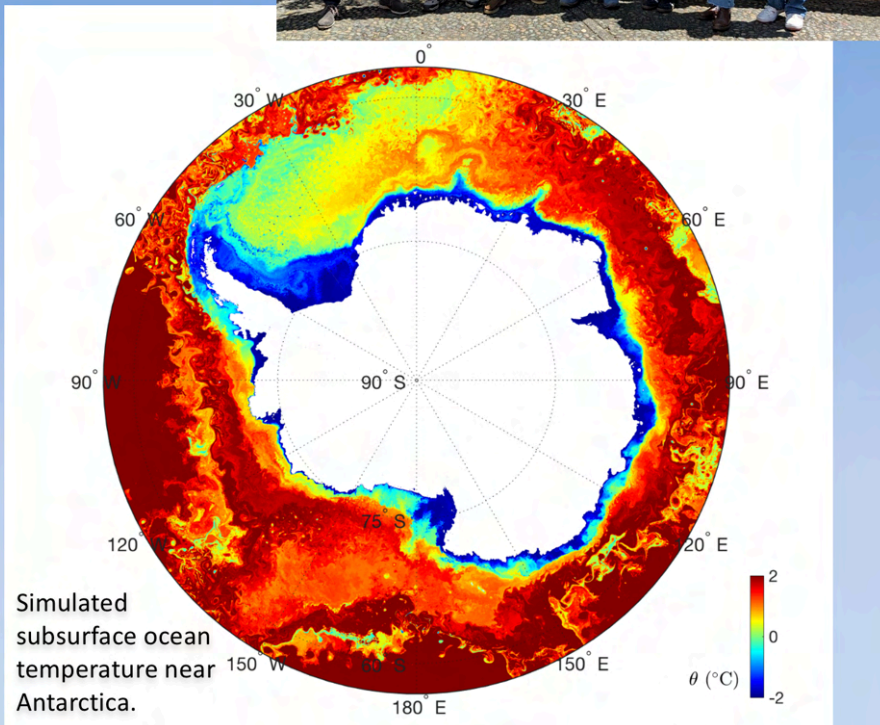 0°
30° W
30° E
60° W
60° E
90° W
90° S
90° E
75° S
120° W
120° E
Simulated
subsurface ocean
temperature near
Antarctica.
150° W
60° S
150° E
180° E
θ (°C)
2
0
-2